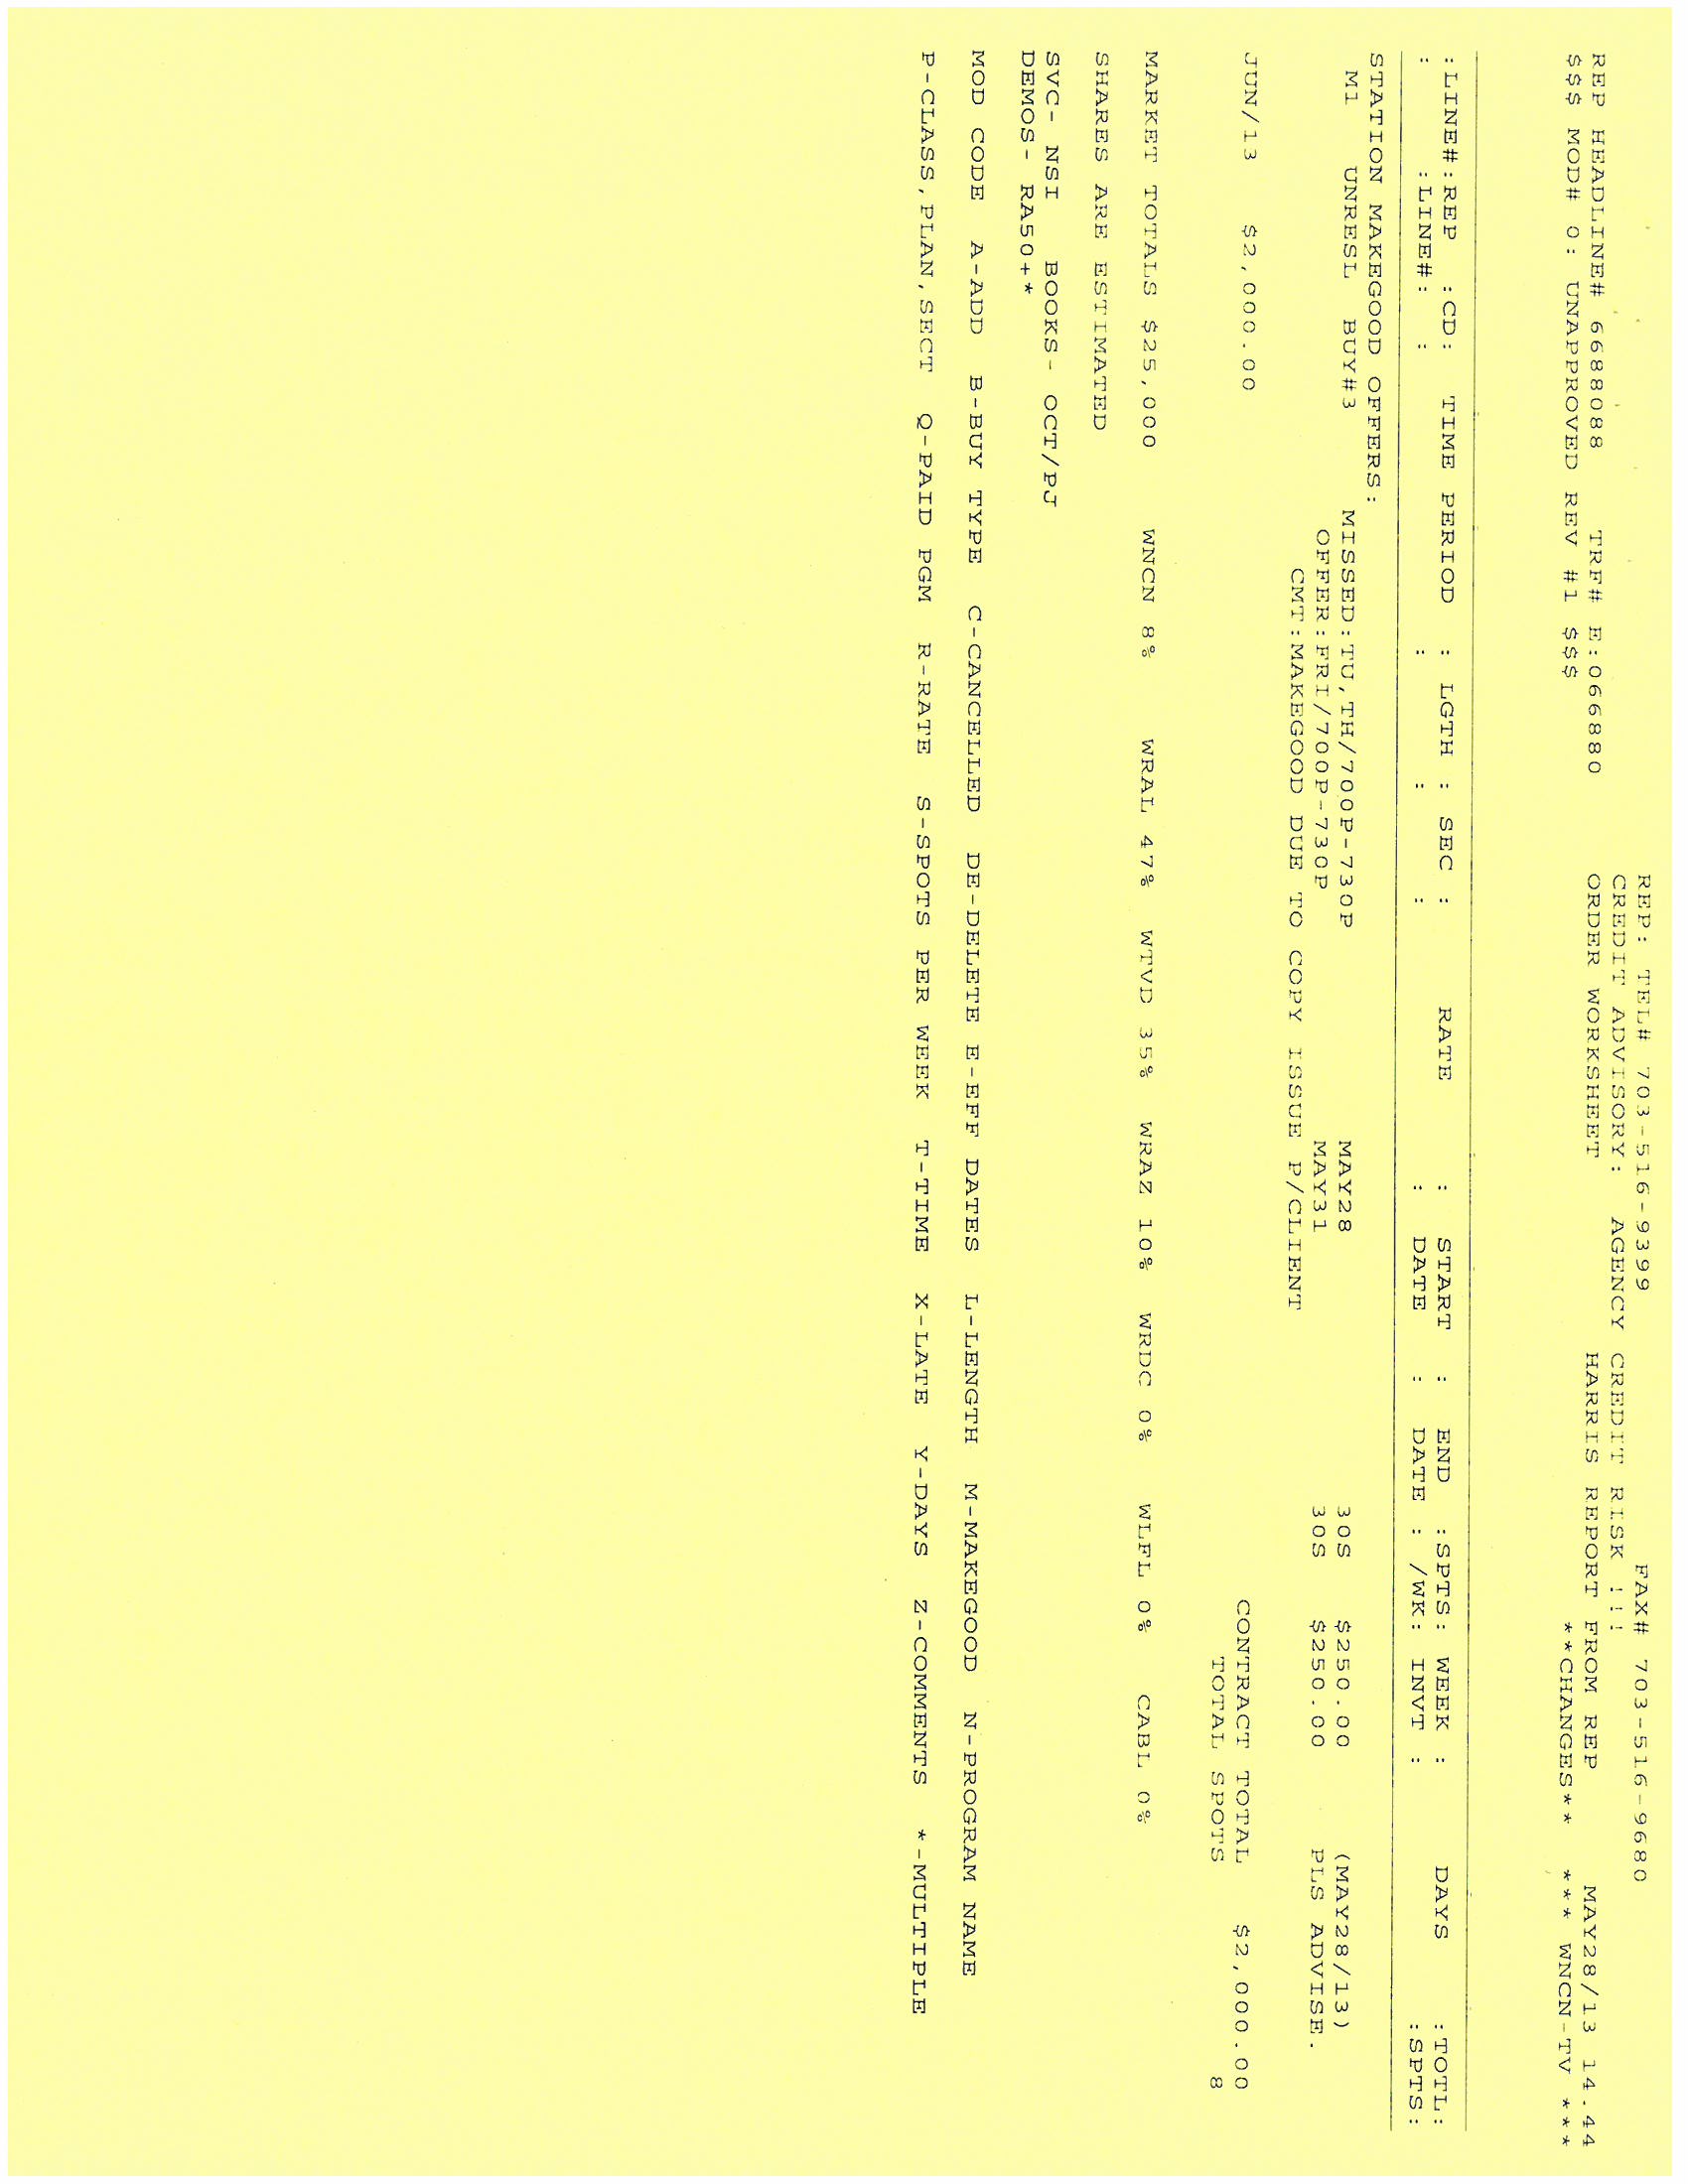 REP: TEL# 703-516-9399 FAX# 703-516-9680
CREDIT ADVISORY: AGENCY CREDIT RISK !!!
REP HEADLINE# 6688088 TRF# E:066880 ORDER WORKSHEET HARRIS REPORT FROM REP MAY28/13 14.44
$$$ MOD# 0: UNAPPROVED REV #1 $$$ **CHANGES** *** WNCN-TV ***
:LINE#:REP :CD: TIME PERIOD : LGTH : SEC : RATE : START : END :SPTS: WEEK : DAYS :TOTL:
: :LINE#: : : : : : DATE : DATE : /WK: INVT : :SPTS:
STATION MAKEGOOD OFFERS:
M1 UNRESL BUY#3 MISSED:TU,TH/700P-730P MAY28 30S $250.00 (MAY28/13)
OFFER:FRI/700P-730P MAY31 30S $250.00 PLS ADVISE.
CMT:MAKEGOOD DUE TO COPY ISSUE P/CLIENT
JUN/13 $2,000.00 CONTRACT TOTAL $2,000.00
TOTAL SPOTS 8
MARKET TOTALS $25,000 WNCN 8% WRAL 47% WTVD 35% WRAZ 10% WRDC 0% WLFL 0% CABL 0%
SHARES ARE ESTIMATED
SVC- NSI BOOKS- OCT/PJ
DEMOS- RA50+*
MOD CODE A-ADD B-BUY TYPE C-CANCELLED DE-DELETE E-EFF DATES L-LENGTH M-MAKEGOOD N-PROGRAM NAME
P-CLASS,PLAN,SECT Q-PAID PGM R-RATE S-SPOTS PER WEEK T-TIME X-LATE Y-DAYS Z-COMMENTS *-MULTIPLE